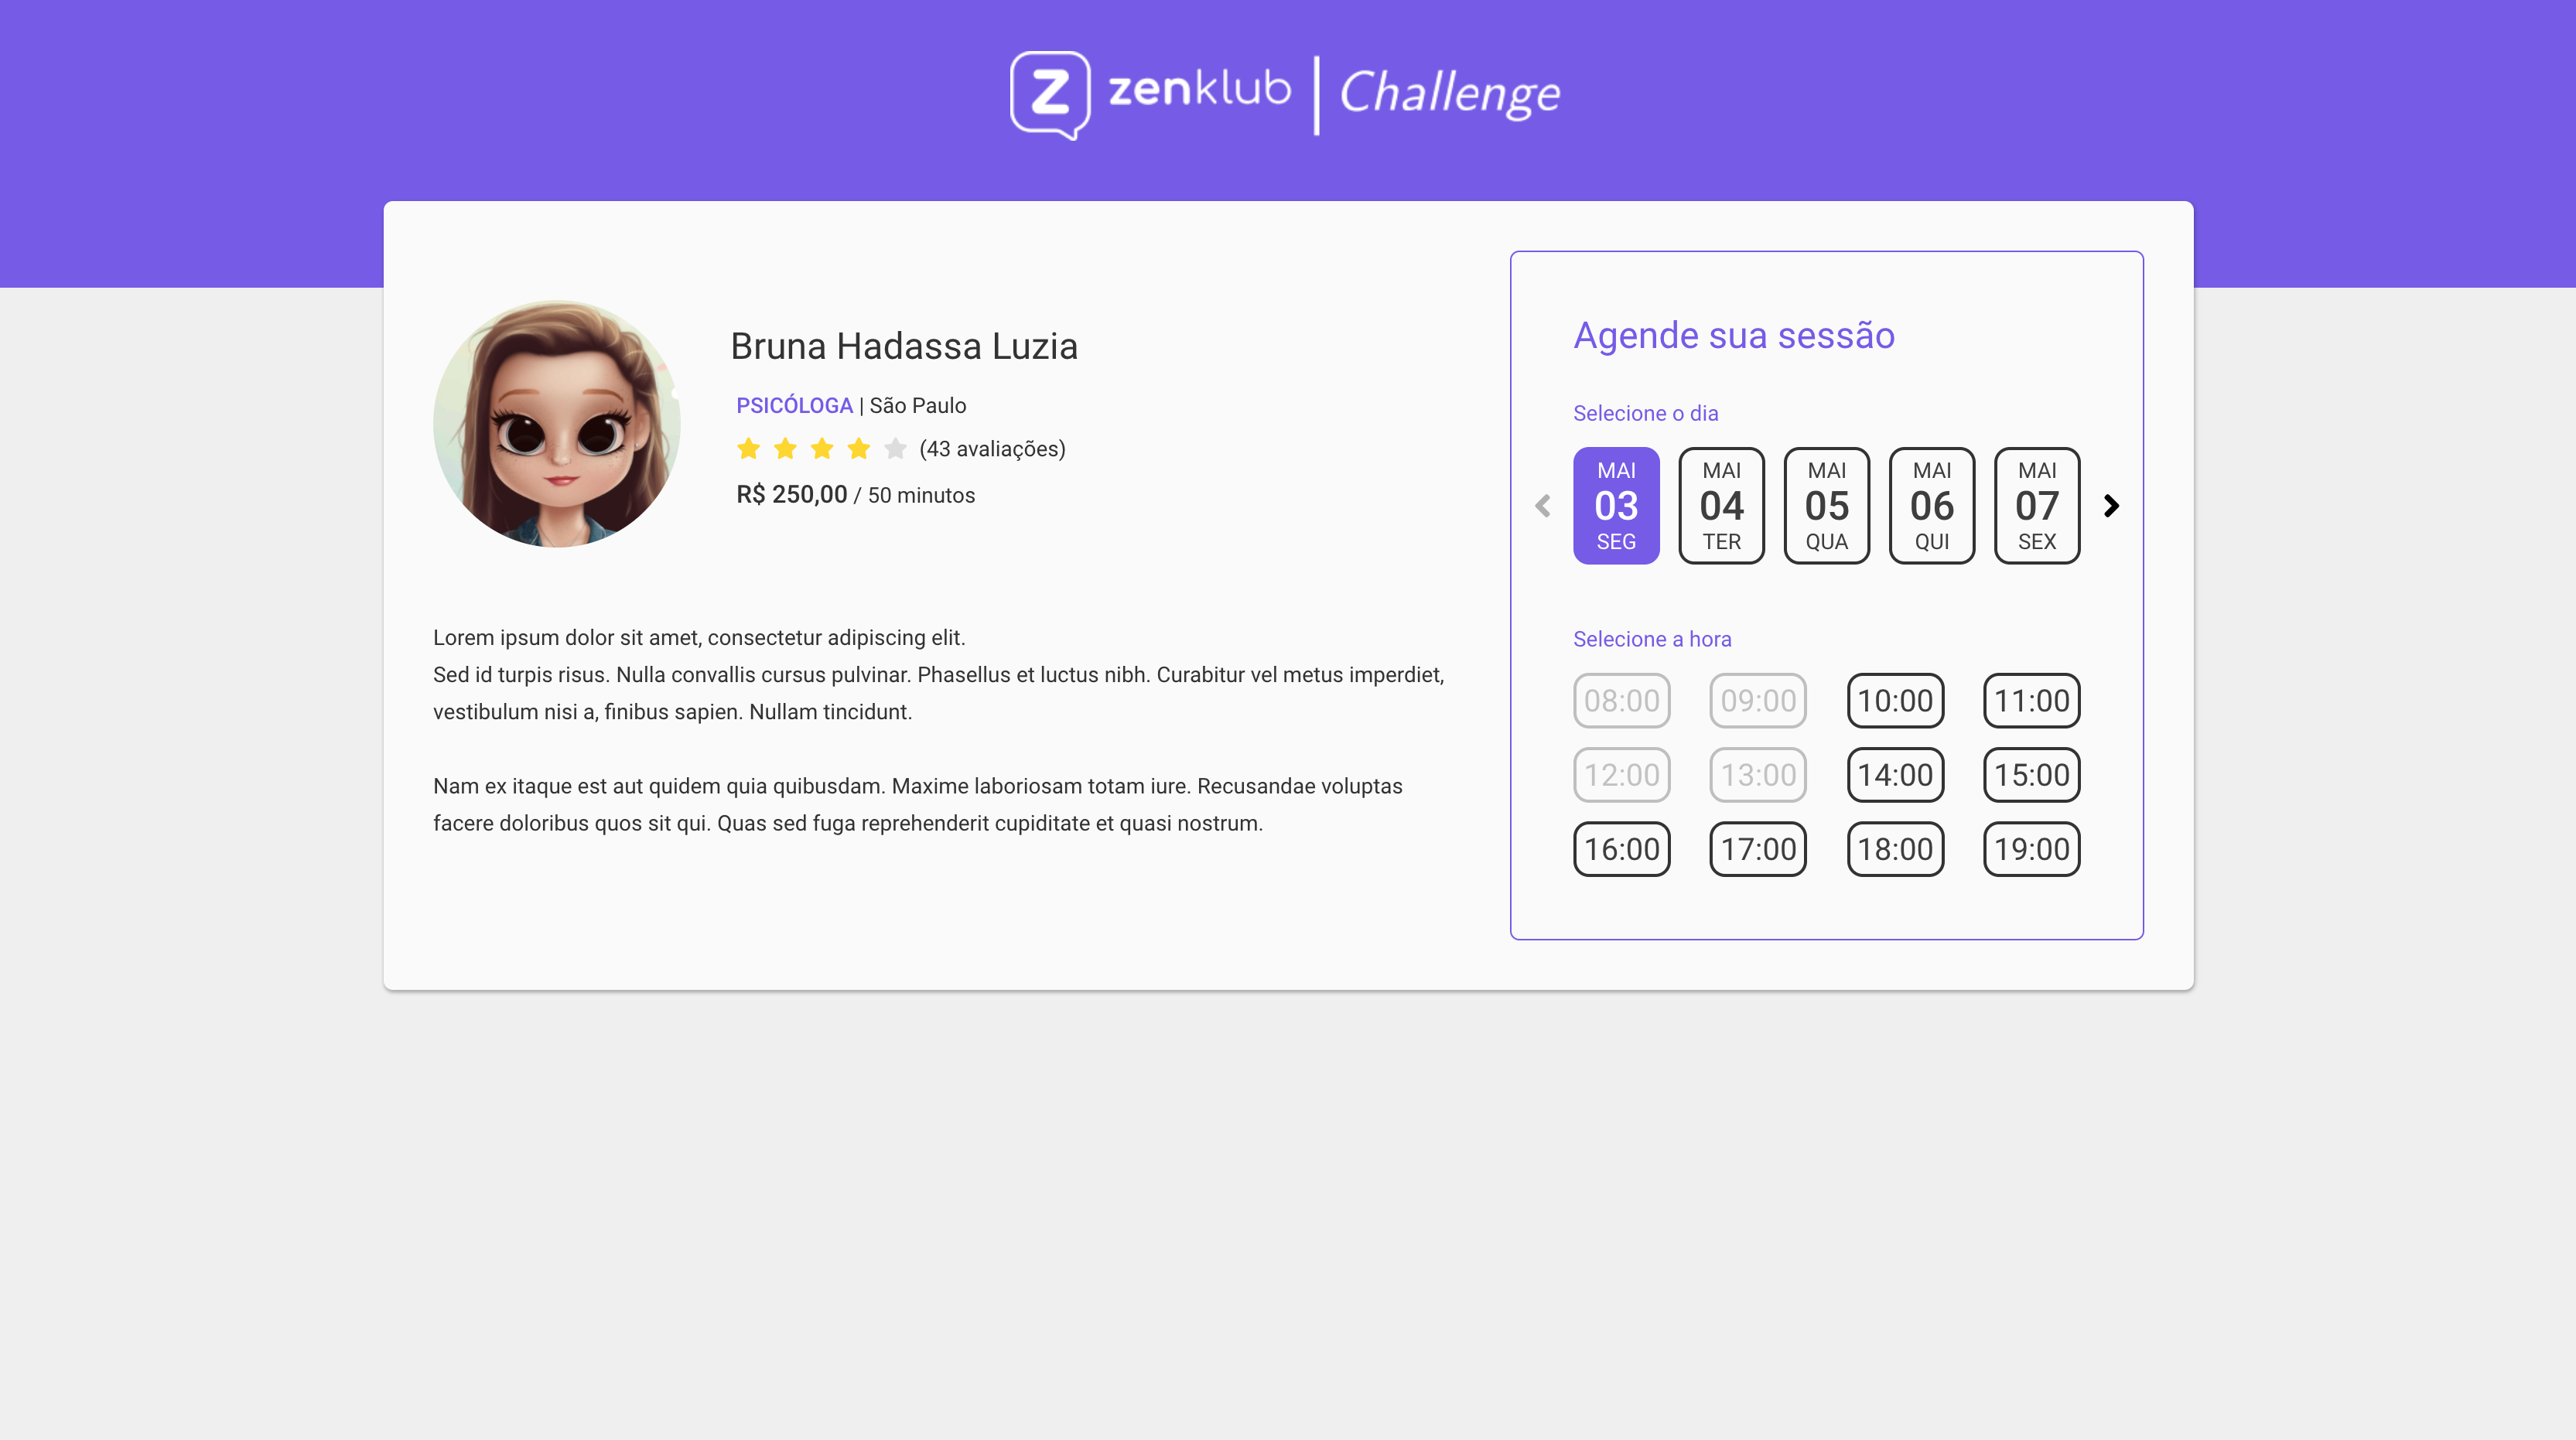 Z zenklub | Challenge
Bruna Hadassa Luzia
PSICÓLOGA | São Paulo
(43 avaliações)
R$ 250,00 / 50 minutos
Lorem ipsum dolor sit amet, consectetur adipiscing elit.
Sed id turpis risus. Nulla convallis cursus pulvinar. Phasellus et luctus nibh. Curabitur vel metus imperdiet,
vestibulum nisi a, finibus sapien. Nullam tincidunt.
Nam ex itaque est aut quidem quia quibusdam. Maxime laboriosam totam iure. Recusandae voluptas
facere doloribus quos sit qui. Quas sed fuga reprehenderit cupiditate et quasi nostrum.
Agende sua sessão
Selecione o dia
MAI MAI MAI MAI MAI
03 04 05 06 07
SEG TER QUA QUI SEX
Selecione a hora
08:00 09:00 10:00 11:00
12:00 13:00 14:00 15:00
16:00 17:00 18:00 19:00